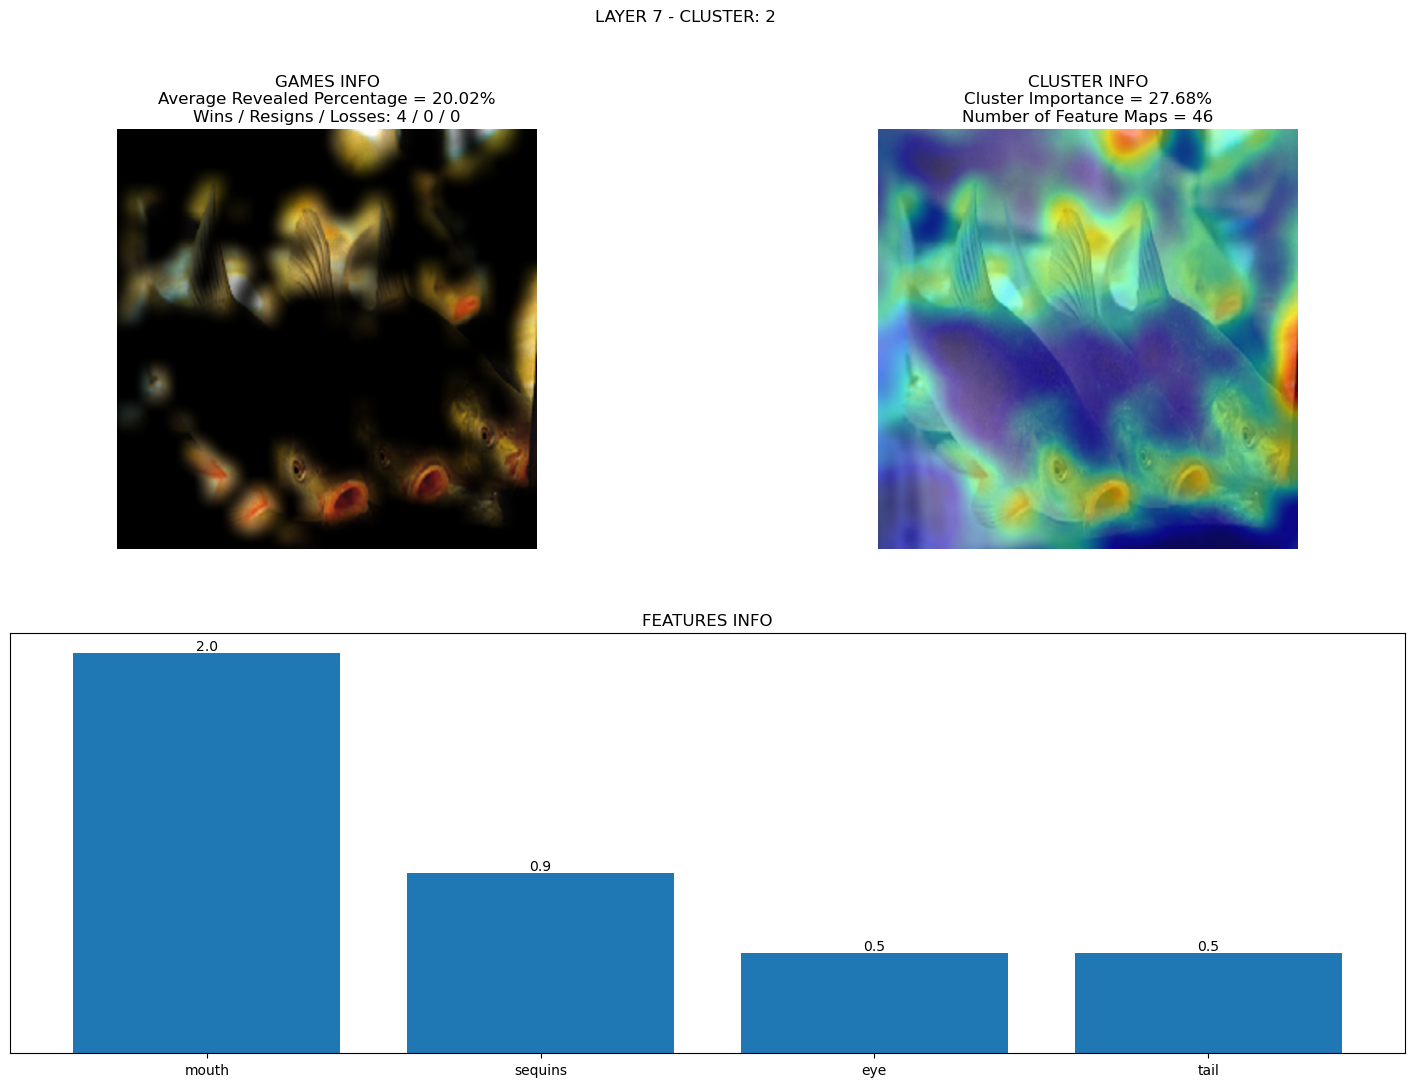 LAYER 7 - CLUSTER: 2
GAMES INFO
Average Revealed Percentage = 20.02%
Wins / Resigns / Losses: 4 / 0 / 0
CLUSTER INFO
Cluster Importance = 27.68%
Number of Feature Maps = 46
FEATURES INFO
2.0
0.9
0.5
0.5
mouth
sequins
eye
tail